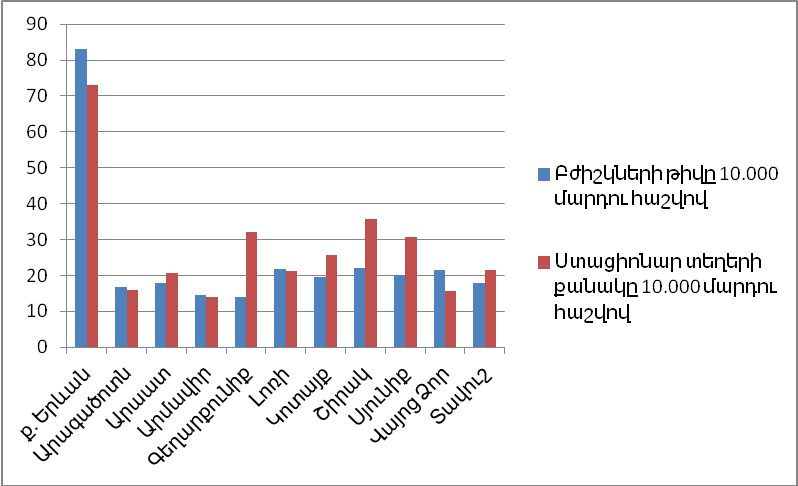 90
80
70
60
50
40
30
20
10
0
ք. Երևան
Արագածոտն
Արաատ
Արմավիր
Գեղարքունիք
Լոռի
Կոտայք
Շիրակ
Սյունիք
Վայոց Ձոր
Տավուշ
Բժիշկների թիվը 10.000
մարդու հաշվով
Ստացիոնար տեղերի
քանակը 10.000 մարդու
հաշվով